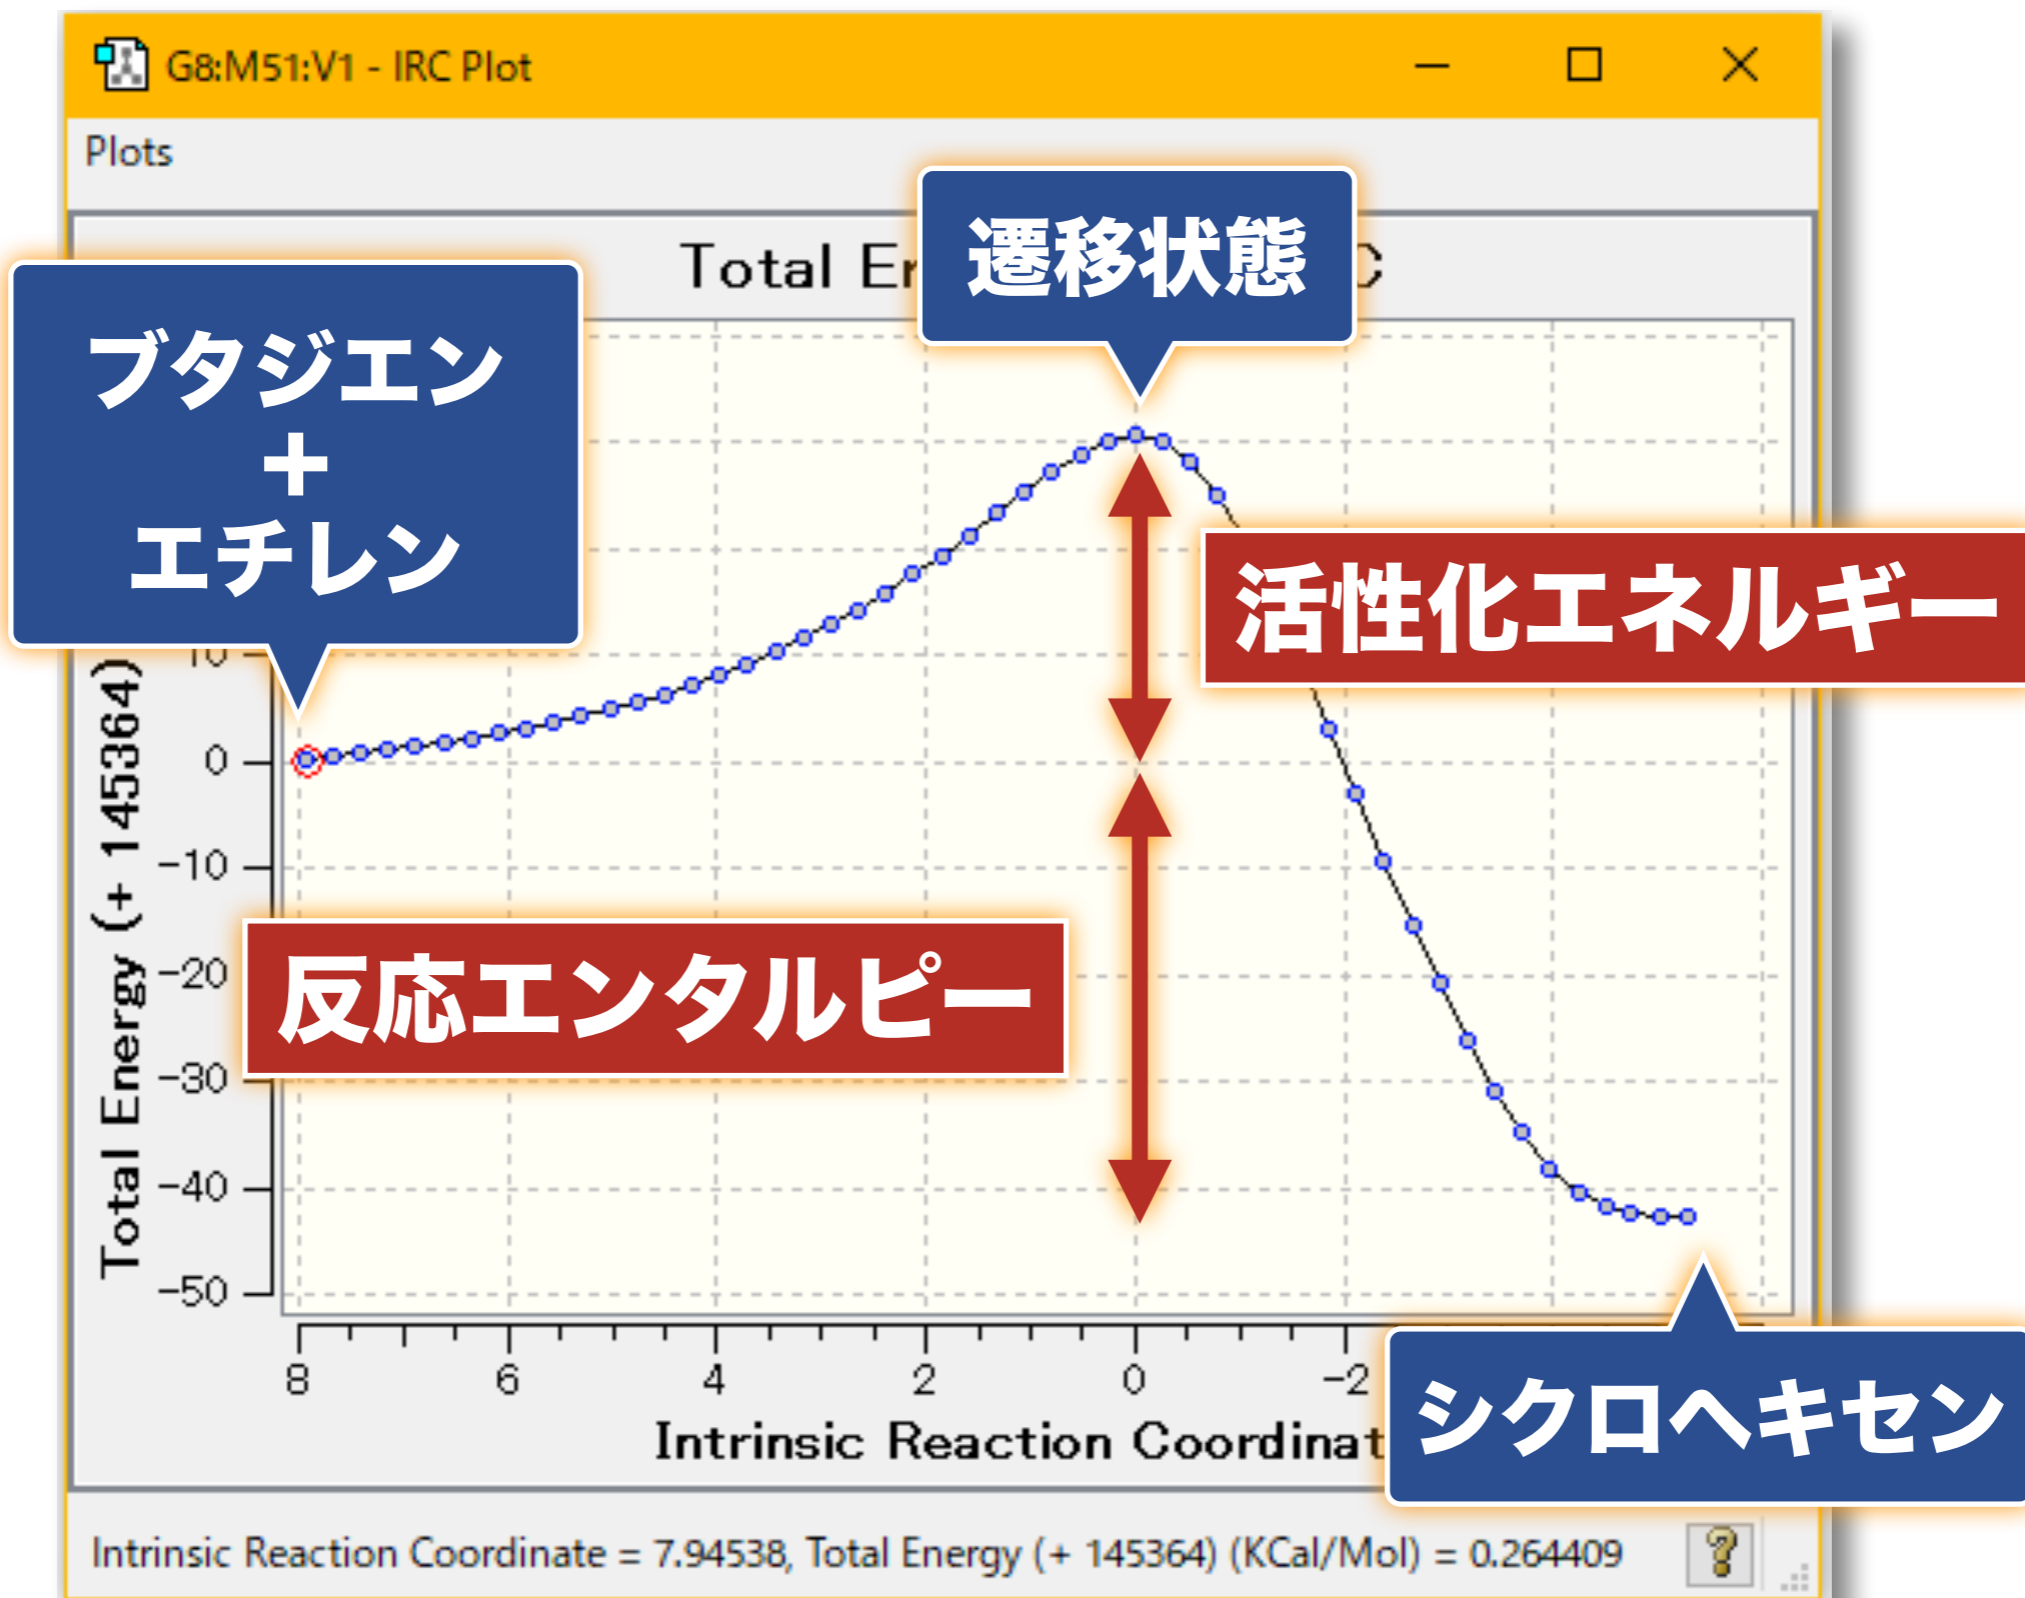 G8:M51:V1 - IRC Plot
Plots
Total
遷移状態
ブタジエン
+
エチレン
活性化エネルギー
反応エンタルピー
シクロヘキセン
Total Energy (+ 145364)
10
0
-10
-20
-30
-40
-50
8 6 4 2 0 -2
Intrinsic Reaction
Intrinsic Reaction Coordinate = 7.94538, Total Energy (+ 145364) (KCal/Mol) = 0.264409